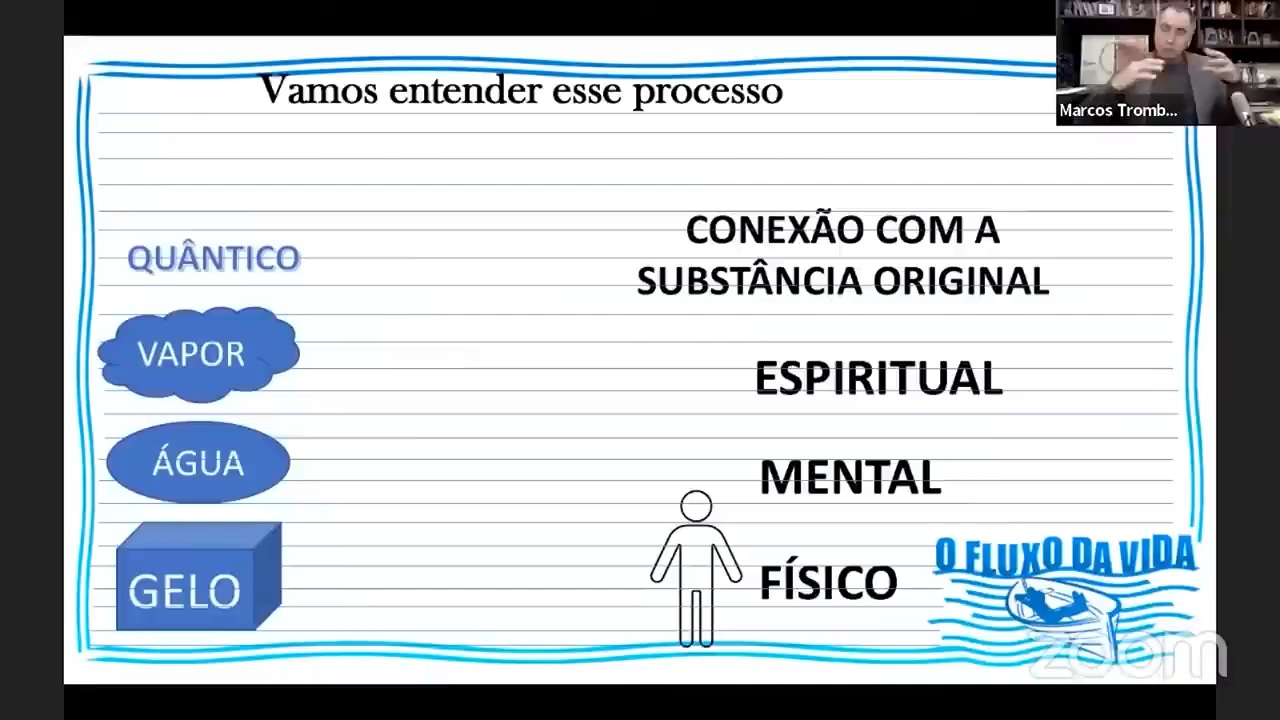 Vamos entender esse processo
Marcos Tromb...
CONEXÃO COM A
SUBSTÂNCIA ORIGINAL
QUÂNTICO
VAPOR
ESPIRITUAL
ÁGUA
MENTAL
GELO
FÍSICO
O FLUXO DA VIDA
zoom